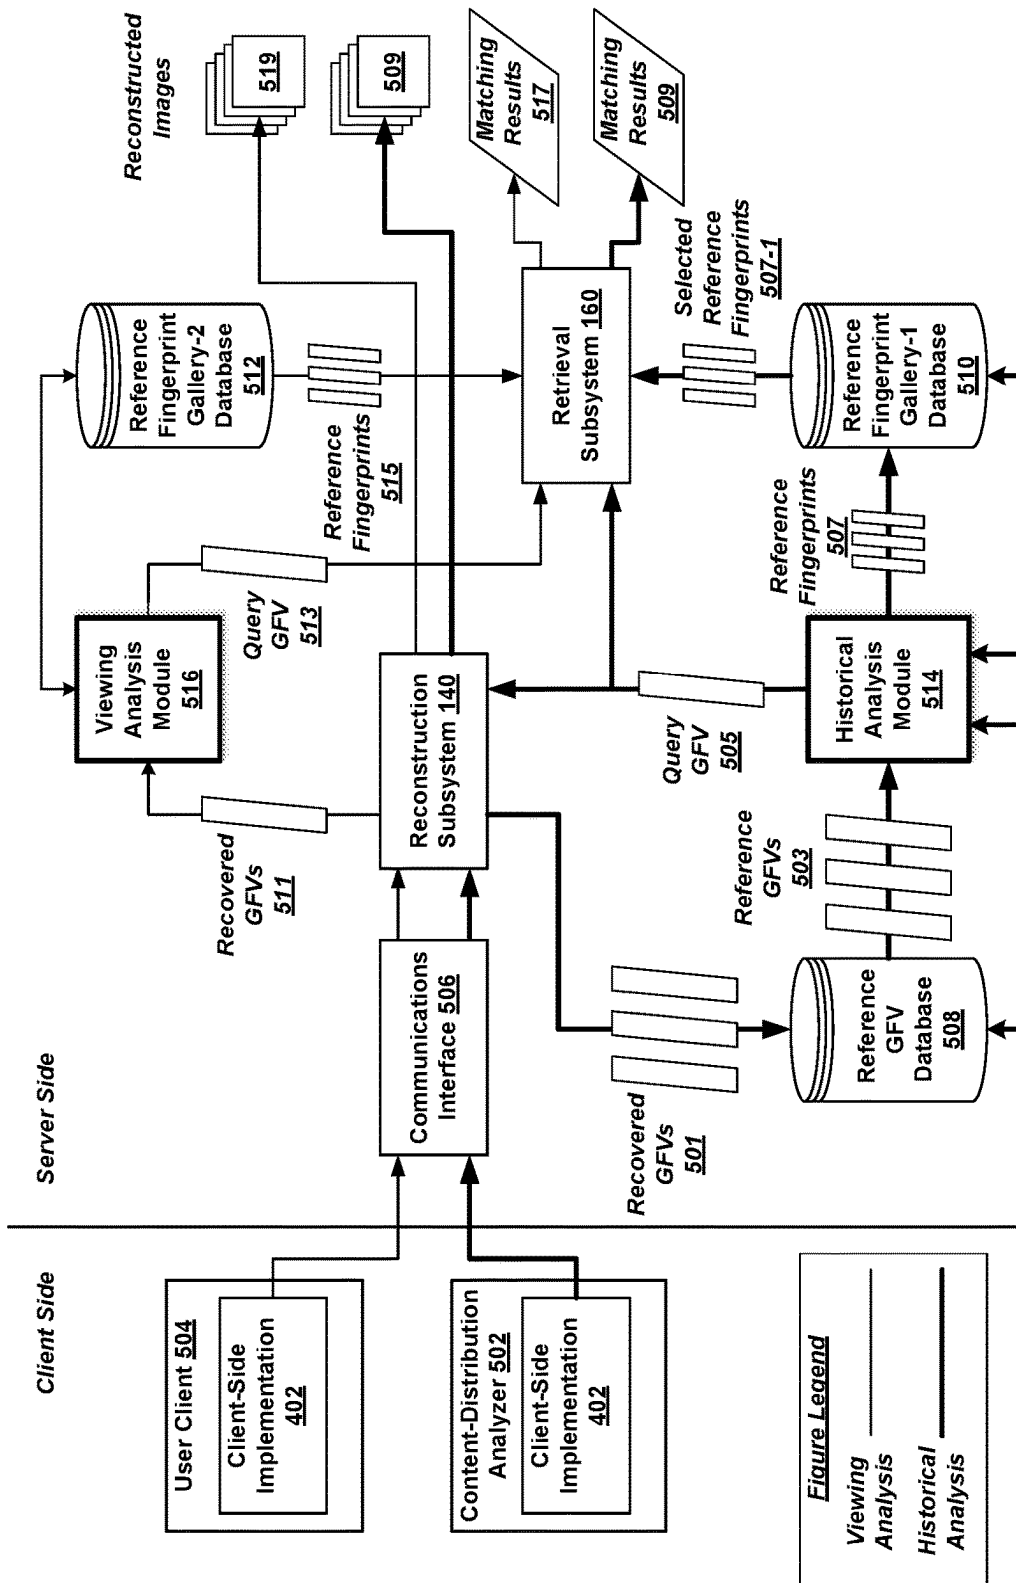 Client Side
Server Side
User Client 504
Client-Side
Implementation
402
Content-Distribution
Analyzer 502
Client-Side
Implementation
402
Figure Legend
Viewing
Analysis
Historical
Analysis
Communications
Interface 506
Reconstruction
Subsystem 140
Recovered
GFVs
511
Viewing
Analysis
Module
516
Query
GFV
513
Reference
Fingerprint
Gallery-2
Database
512
Reference
Fingerprints
515
Reconstructed
Images
519
509
Matching
Results
517
Matching
Results
509
Retrieval
Subsystem 160
Selected
Reference
Fingerprints
507-1
Recovered
GFVs
501
Reference
GFV
Database
508
Reference
GFVs
503
Query
GFV
505
Historical
Analysis
Module
514
Reference
Fingerprints
507
Reference
Fingerprint
Gallery-1
Database
510